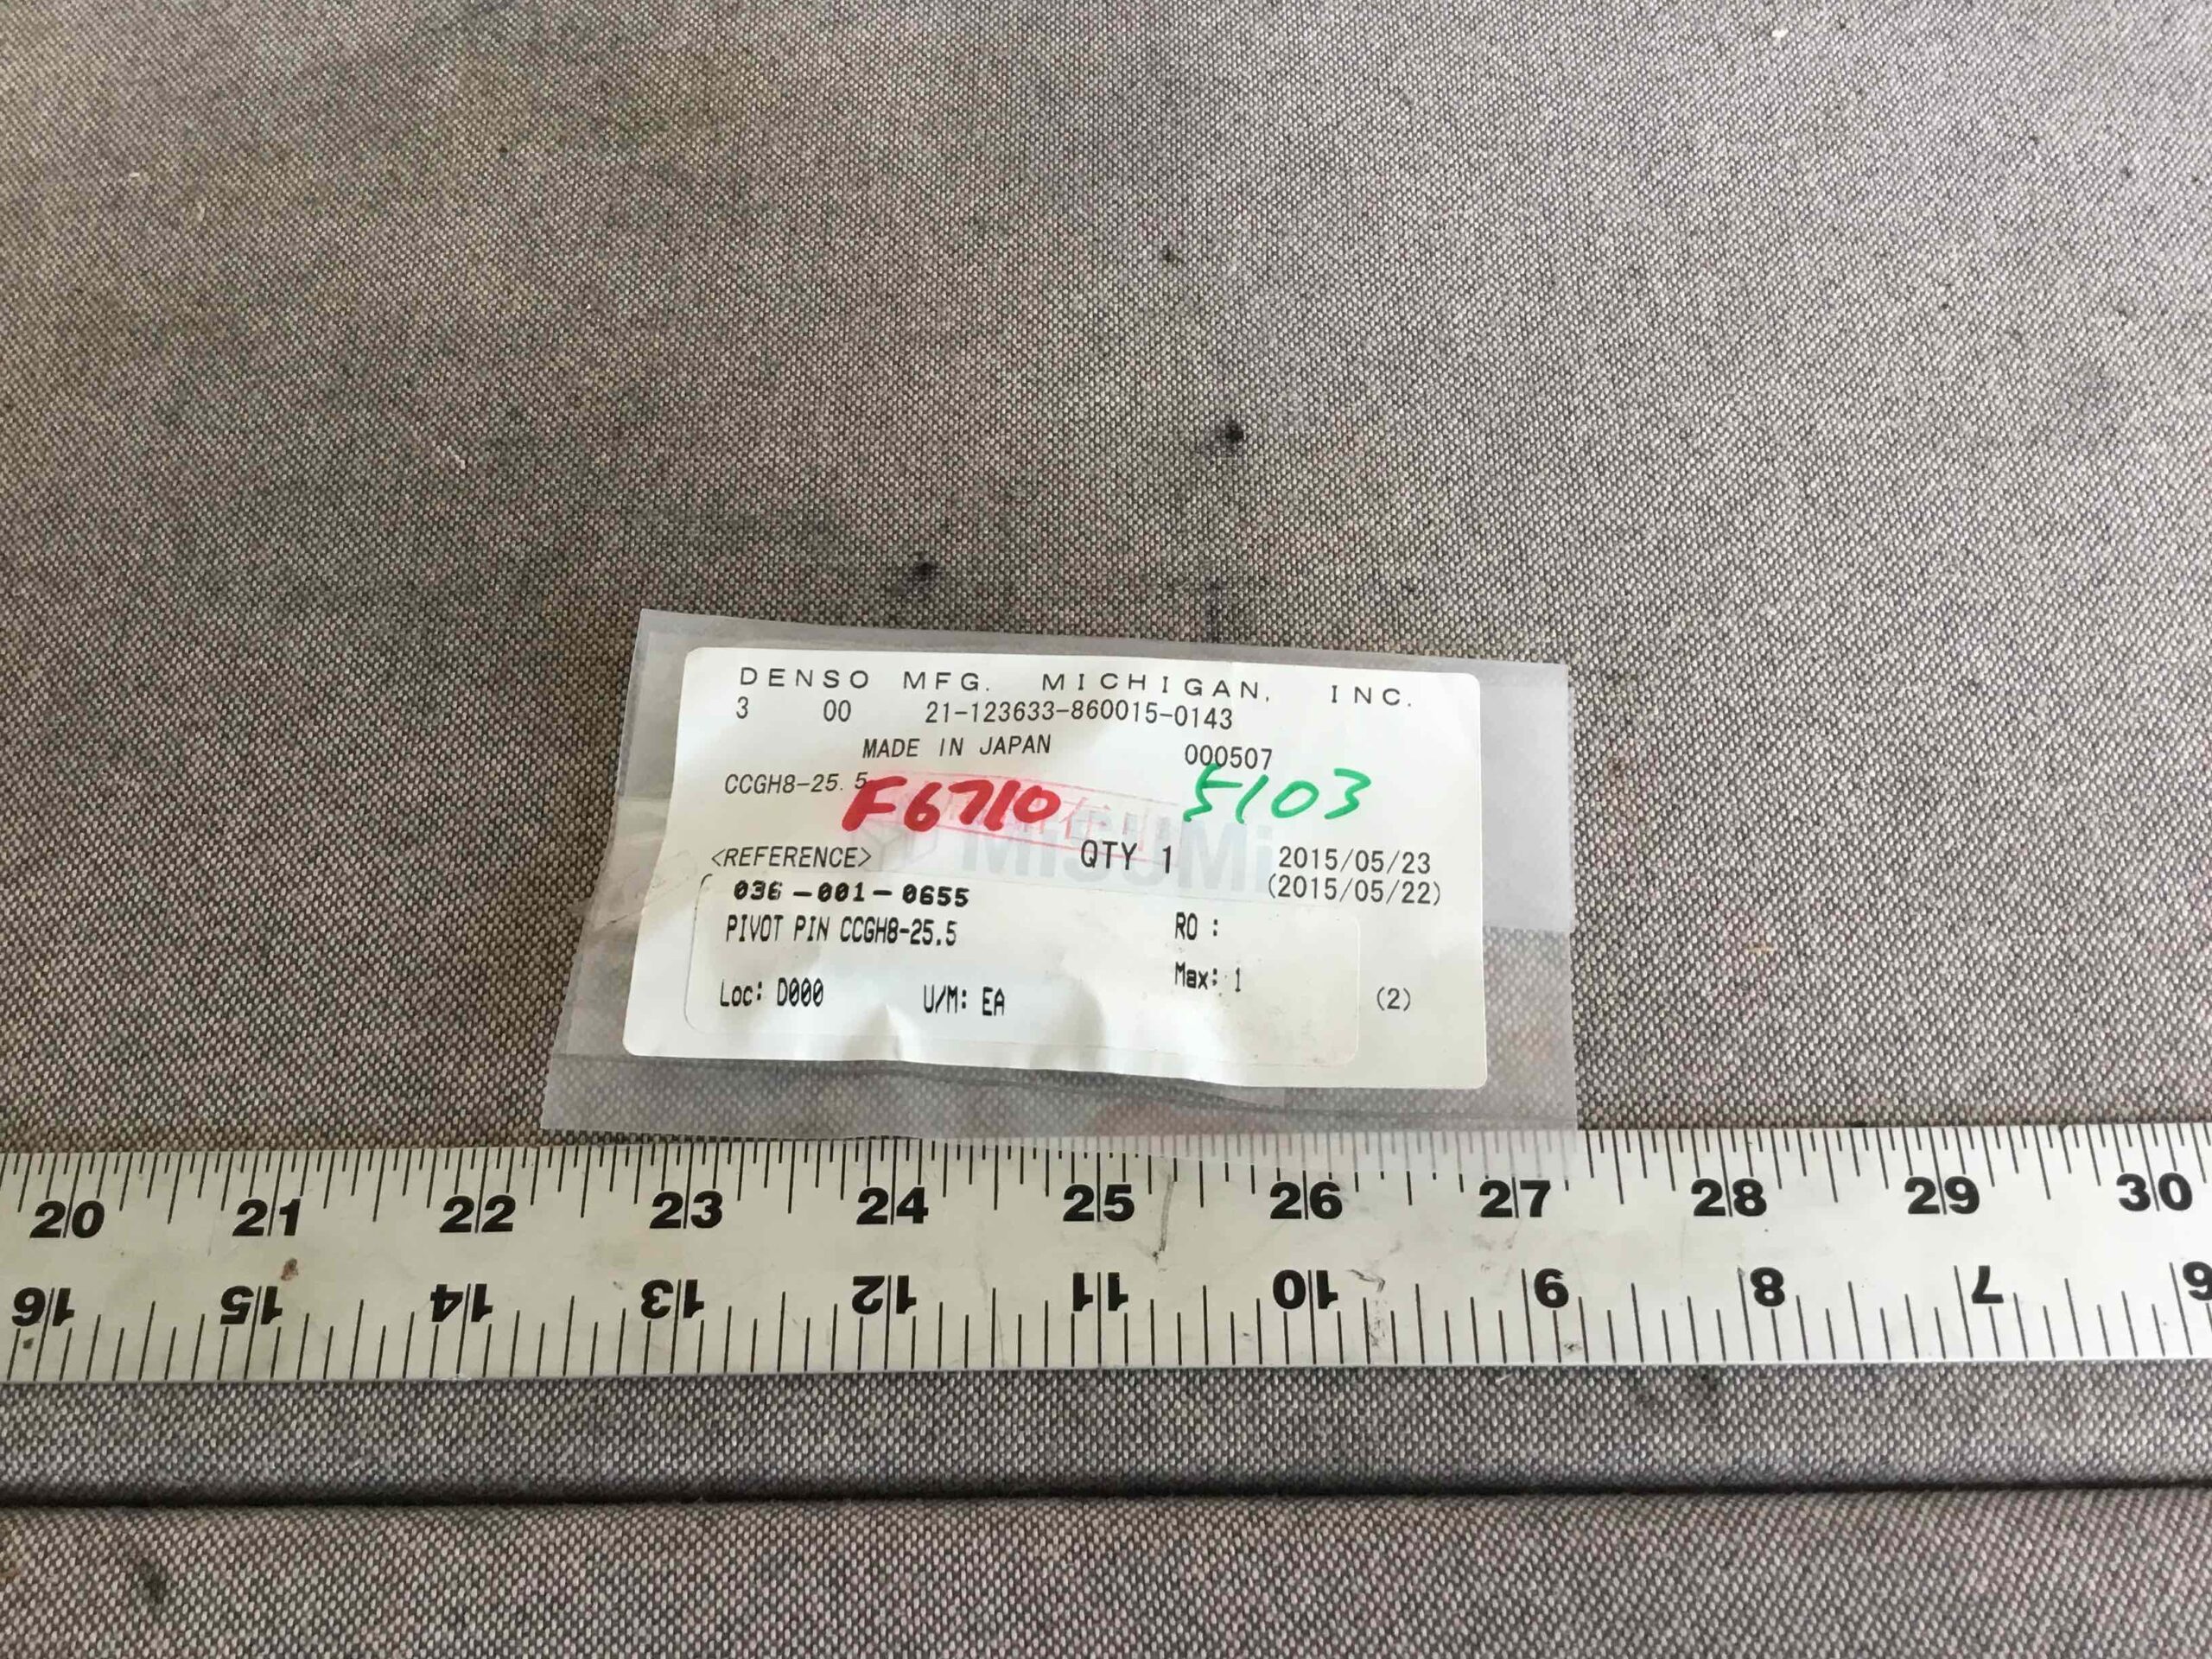 DENSO MFG. MICHIGAN, INC.
3 00 21-123633-860015-0143
MADE IN JAPAN 000507
CCGH8-25.5
F6710 5103
MiSUMi
<REFERENCE> QTY 1 2015/05/23
(2015/05/22)
036-001-0655
PIVOT PIN CCGH8-25.5 RO :
Max: 1
Loc: D000 U/M: EA (2)
20 21 22 23 24 25 26 27 28 29 30
16 15 14 13 12 11 10 9 8 7 6